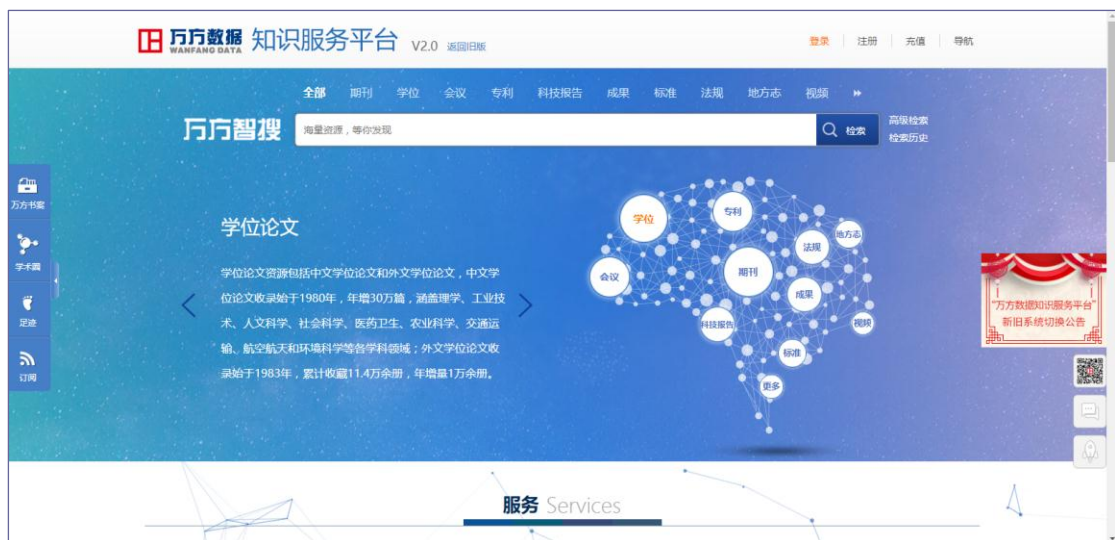 万方数据 知识服务平台 V2.0 返回旧版
WANFANG DATA
登录 注册 充值 导航
全部 期刊 学位 会议 专利 科技报告 成果 标准 法规 地方志 视频
万方智搜 海量资源，等你发现 检索
高级检索
检索历史
万方书案
学术圈
足迹
订阅
学位论文
学位论文资源包括中文学位论文和外文学位论文，中文学
位论文收录始于1980年，年增30万篇，涵盖理学、工业技
术、人文科学、社会科学、医药卫生、农业科学、交通运
输、航空航天和环境科学等各学科领域；外文学位论文收
录始于1983年，累计收藏11.4万余册，年增量1万余册。
学位
专利
法规
地方志
会议
期刊
成果
科技报告
视频
标准
更多
"万方数据知识服务平台"
新旧系统切换公告
服务 Services